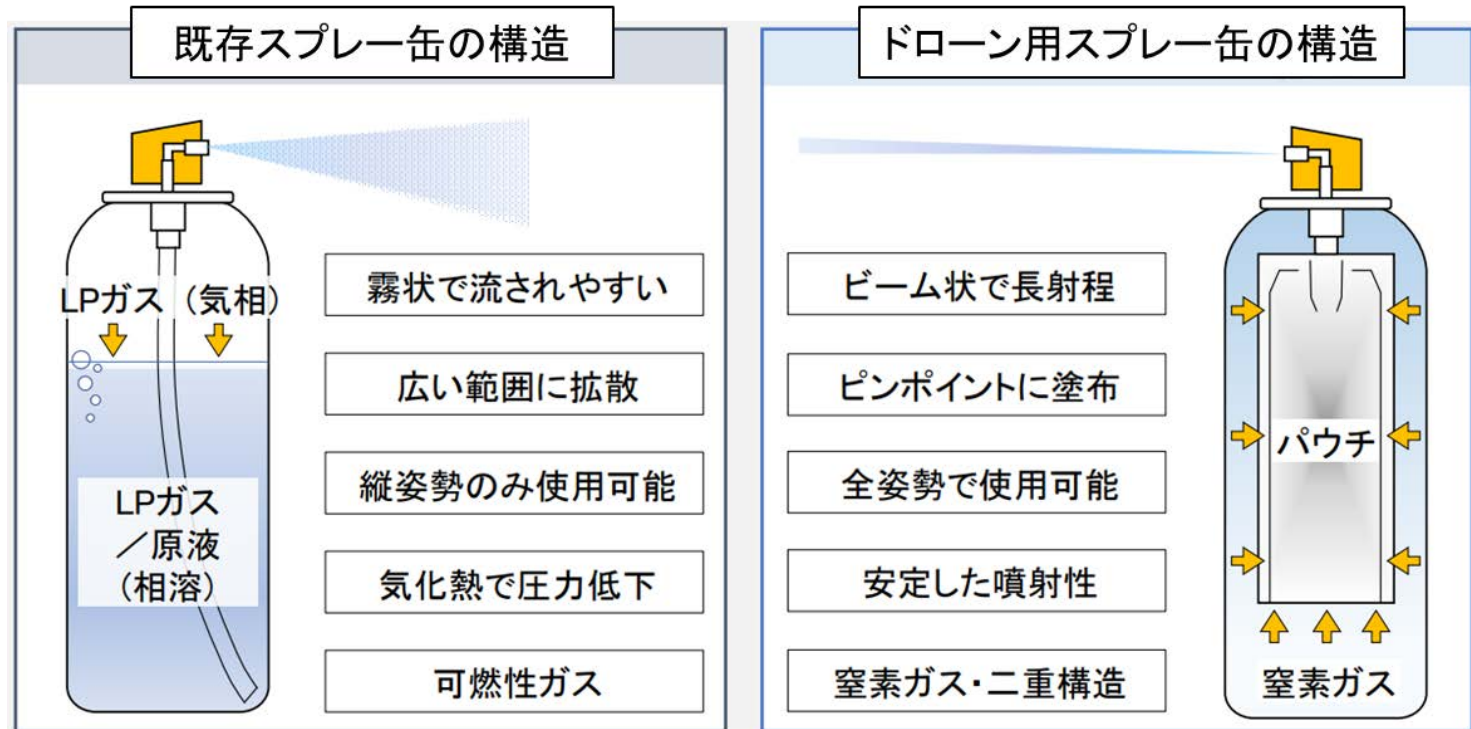 既存スプレー缶の構造
LPガス（気相）
LPガス
／原液
（相溶）
霧状で流されやすい
広い範囲に拡散
縦姿勢のみ使用可能
気化熱で圧力低下
可燃性ガス
ドローン用スプレー缶の構造
ビーム状で長射程
ピンポイントに塗布
全姿勢で使用可能
安定した噴射性
窒素ガス・二重構造
パウチ
窒素ガス